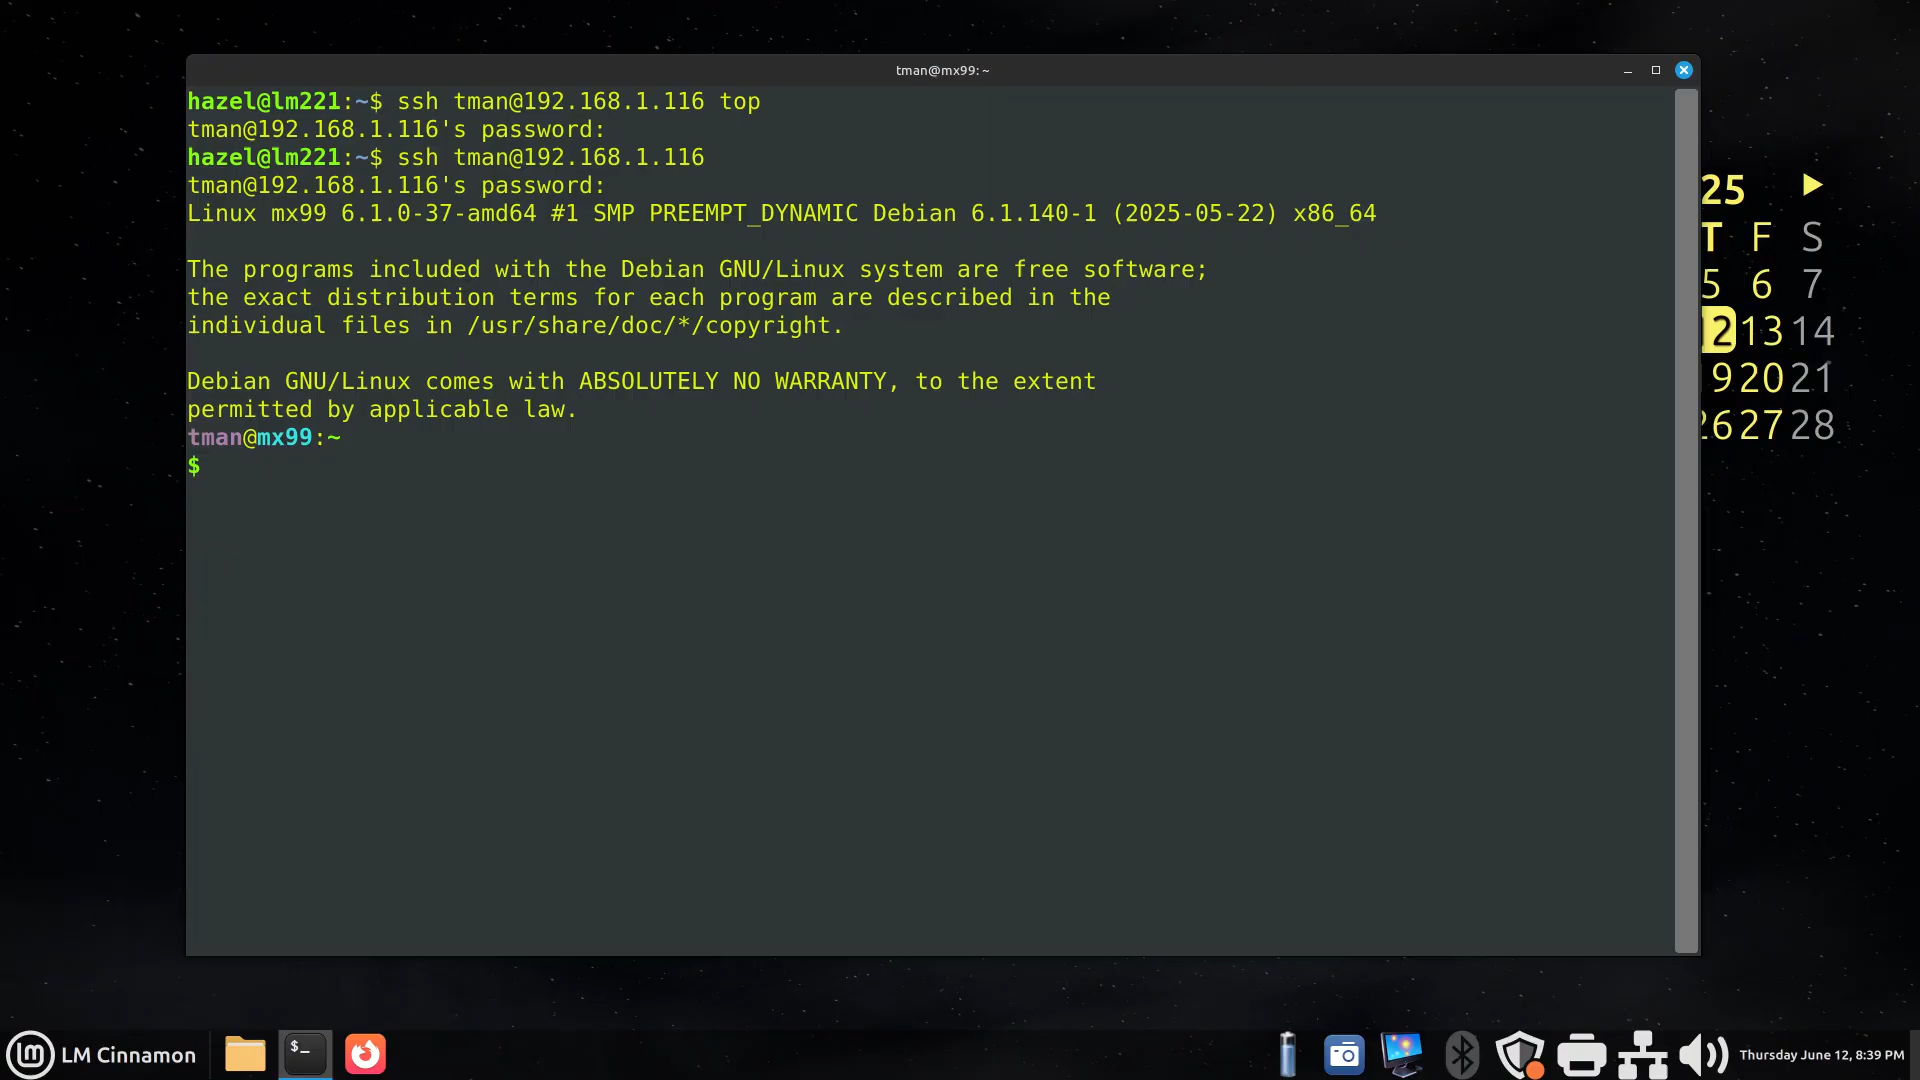 tman@mx99: ~
hazel@lm221:~$ ssh tman@192.168.1.116 top
tman@192.168.1.116's password:
hazel@lm221:~$ ssh tman@192.168.1.116
tman@192.168.1.116's password:
Linux mx99 6.1.0-37-amd64 #1 SMP PREEMPT_DYNAMIC Debian 6.1.140-1 (2025-05-22) x86_64
The programs included with the Debian GNU/Linux system are free software;
the exact distribution terms for each program are described in the
individual files in /usr/share/doc/*/copyright.
Debian GNU/Linux comes with ABSOLUTELY NO WARRANTY, to the extent
permitted by applicable law.
tman@mx99:~
$
25
T F S
5 6 7
12 13 14
19 20 21
26 27 28
LM Cinnamon
$_
Thursday June 12, 8:39 PM